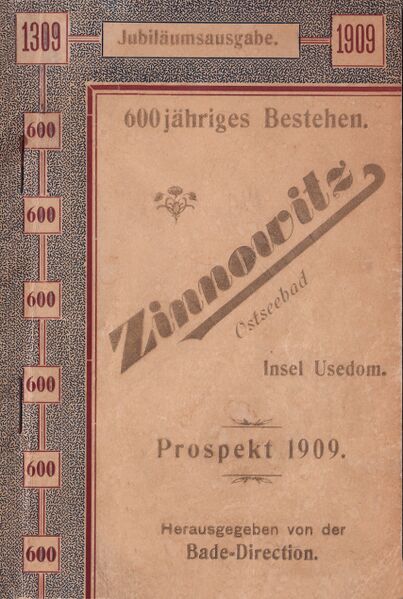 1309 Jubiläumsausgabe. 1909
600jähriges Bestehen.
Zinnowitz
Ostseebad
Insel Usedom.
Prospekt 1909.
Herausgegeben von der
Bade-Direction.
600
600
600
600
600
600